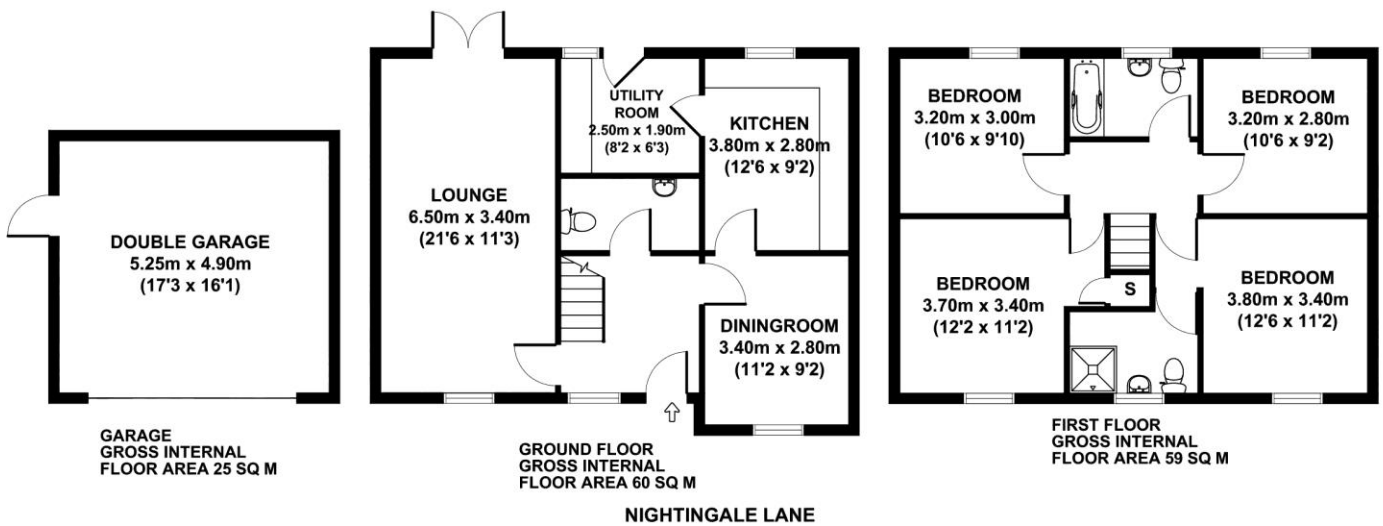 DOUBLE GARAGE
5.25m x 4.90m
(17'3 x 16'1)
GARAGE
GROSS INTERNAL
FLOOR AREA 25 SQ M
LOUNGE
6.50m x 3.40m
(21'6 x 11'3)
UTILITY
ROOM
2.50m x 1.90m
(8'2 x 6'3)
KITCHEN
3.80m x 2.80m
(12'6 x 9'2)
DININGROOM
3.40m x 2.80m
(11'2 x 9'2)
GROUND FLOOR
GROSS INTERNAL
FLOOR AREA 60 SQ M
BEDROOM
3.20m x 3.00m
(10'6 x 9'10)
BEDROOM
3.20m x 2.80m
(10'6 x 9'2)
BEDROOM
3.70m x 3.40m
(12'2 x 11'2)
S
BEDROOM
3.80m x 3.40m
(12'6 x 11'2)
FIRST FLOOR
GROSS INTERNAL
FLOOR AREA 59 SQ M
NIGHTINGALE LANE